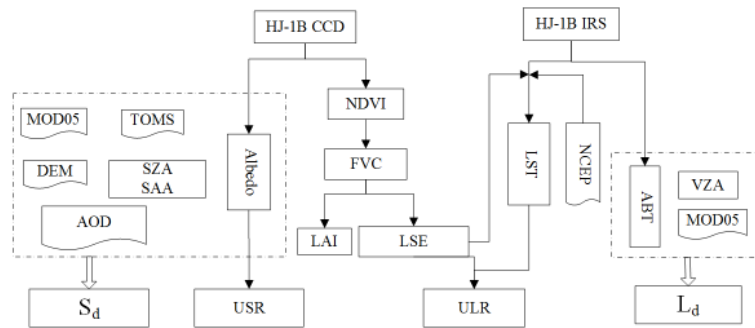 HJ-1B CCD
HJ-1B IRS
MOD05
TOMS
DEM
SZA
SAA
AOD
Albedo
NDVI
FVC
LAI
LSE
LST
NCEP
ABT
VZA
MOD05
Sd
USR
ULR
Ld